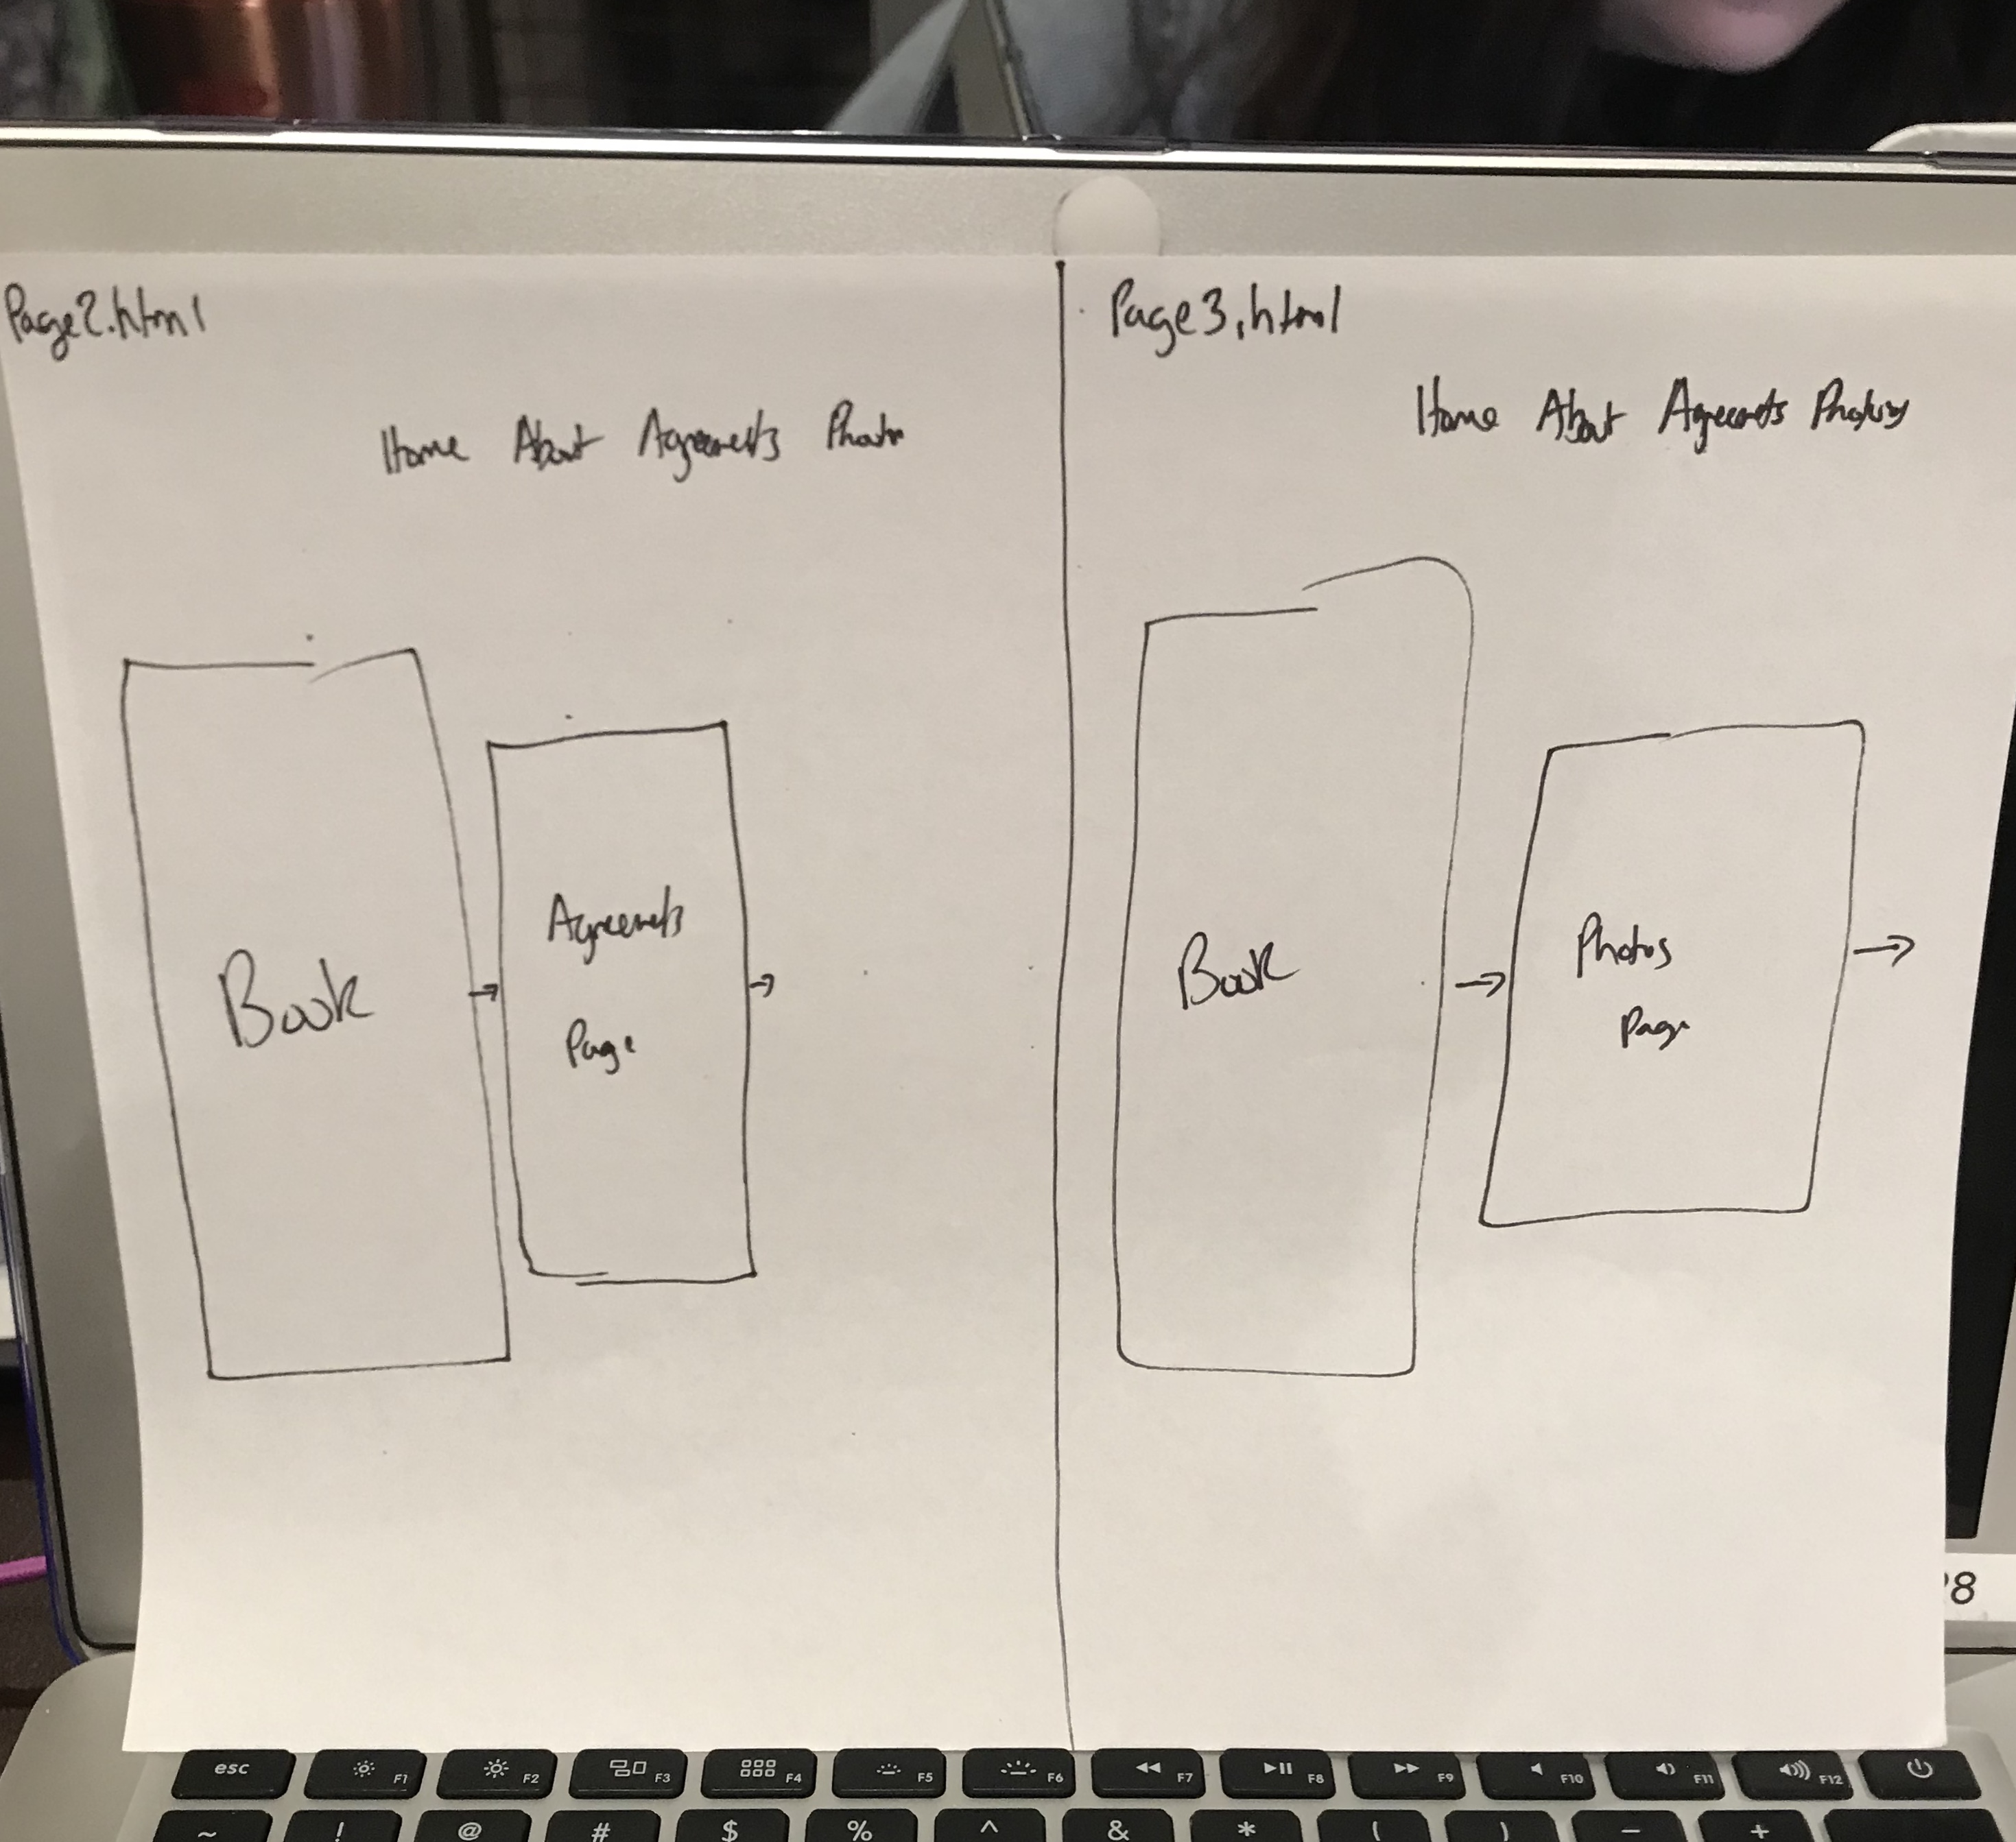 Page2.html
Home About Agreements Photos
Book
Agreements
Page
Page3.html
Home About Agreements Photos
Book
Photos
Page
8
esc F1 F2 F3 F4 F5 F6 F7 F8 F9 F10 F11 F12
~ ! @ # $ % ^ & * ( ) – +